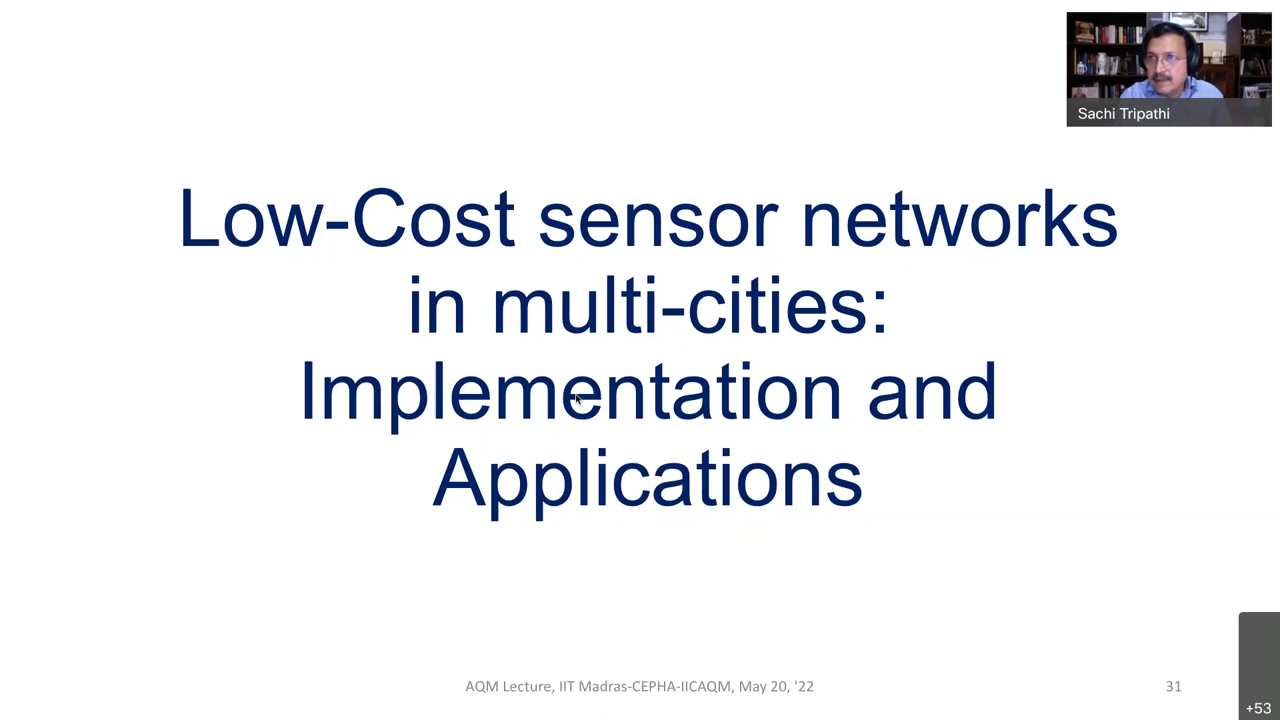 Sachi Tripathi
Low-Cost sensor networks
in multi-cities:
Implementation and
Applications
AQM Lecture, IIT Madras-CEPHA-IICAQM, May 20, '22
31
+53